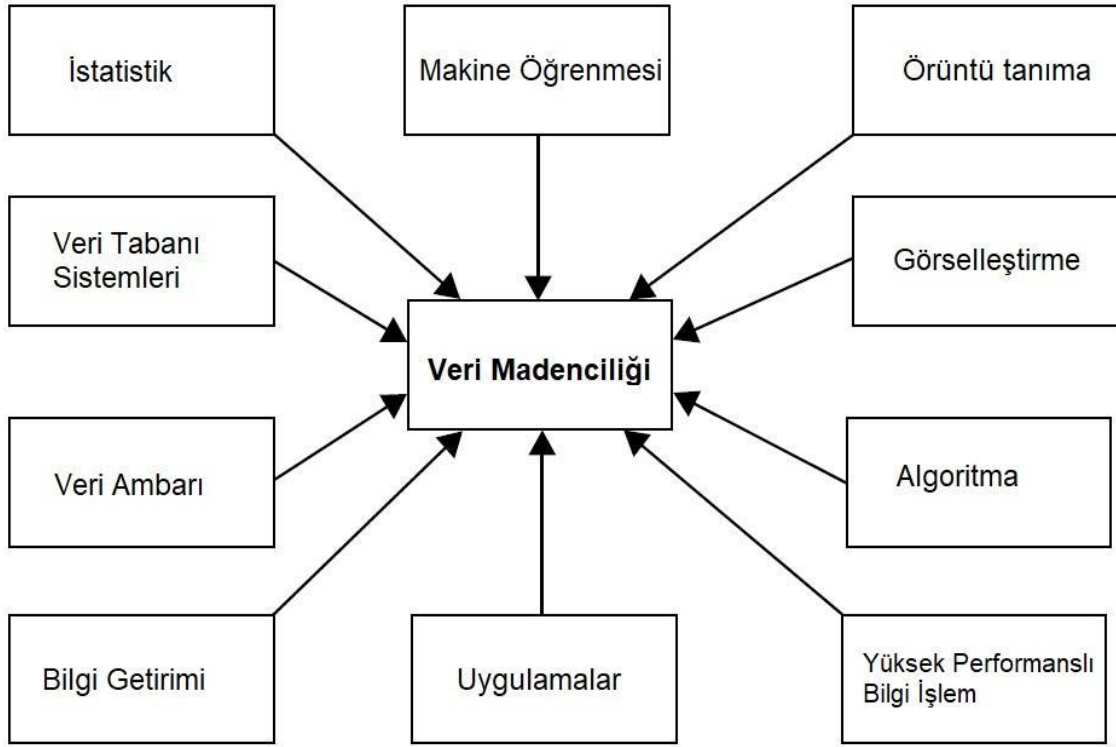 İstatistik
Makine Öğrenmesi
Örüntü tanıma
Veri Tabanı
Sistemleri
Görselleştirme
Veri Madenciliği
Veri Ambarı
Algoritma
Bilgi Getirimi
Uygulamalar
Yüksek Performanslı
Bilgi İşlem